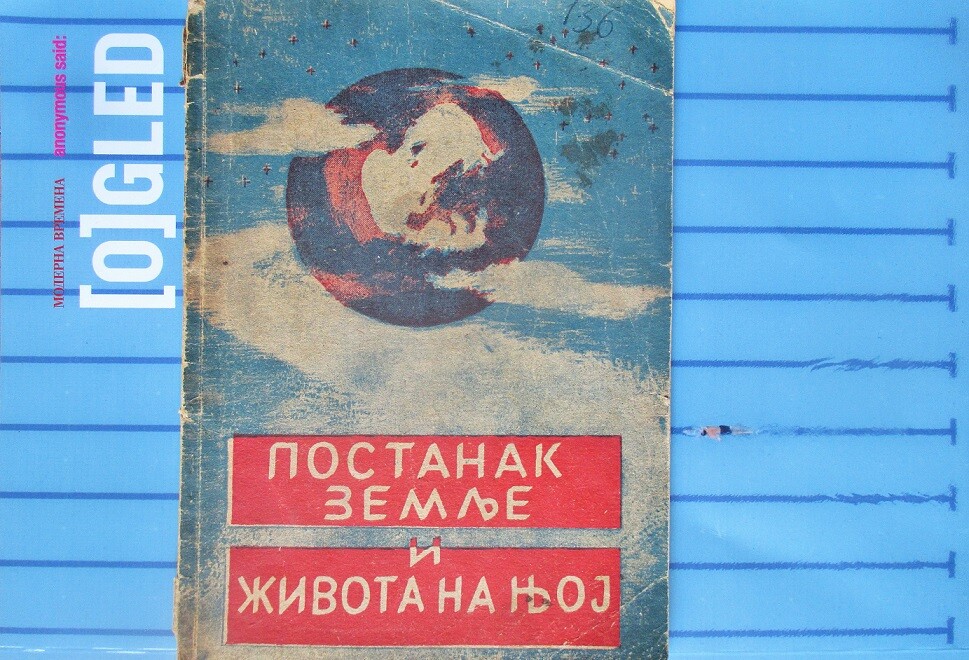 136
ПОСТАНАК
ЗЕМЉЕ
И
ЖИВОТА НА ЊОЈ
МОДЕРНА ВРЕМЕНА
anonymous said:
[O]GLED